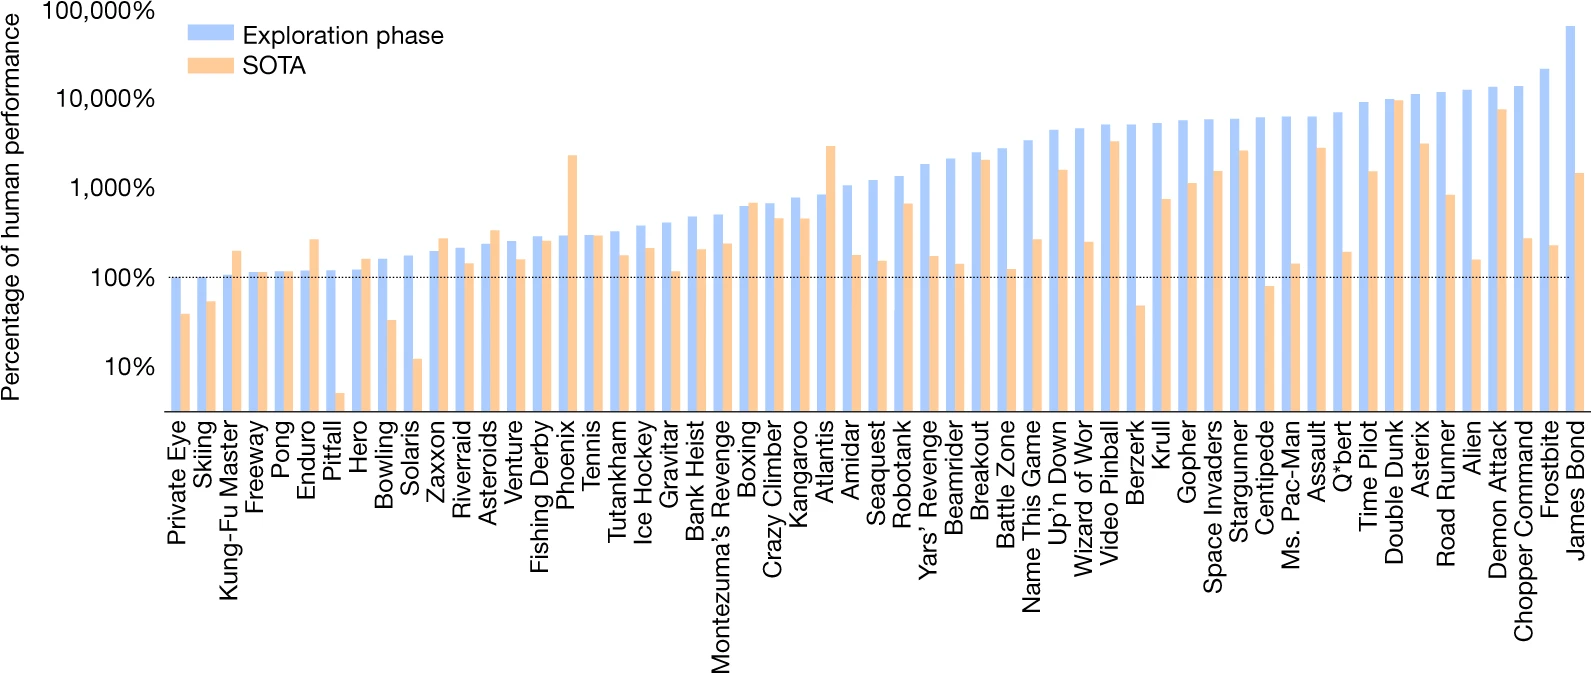 Percentage of human performance
100,000%
10,000%
1,000%
100%
10%
Exploration phase
SOTA
Private Eye
Skiing
Kung-Fu Master
Freeway
Pong
Enduro
Pitfall
Hero
Bowling
Solaris
Zaxxon
Riverraid
Asteroids
Venture
Fishing Derby
Phoenix
Tennis
Tutankham
Ice Hockey
Gravitar
Bank Heist
Montezuma's Revenge
Boxing
Crazy Climber
Kangaroo
Atlantis
Amidar
Seaquest
Robotank
Yars' Revenge
Beamrider
Breakout
Battle Zone
Name This Game
Up'n Down
Wizard of Wor
Video Pinball
Berzerk
Krull
Gopher
Space Invaders
Stargunner
Centipede
Ms. Pac-Man
Assault
Q*bert
Time Pilot
Double Dunk
Asterix
Road Runner
Alien
Demon Attack
Chopper Command
Frostbite
James Bond